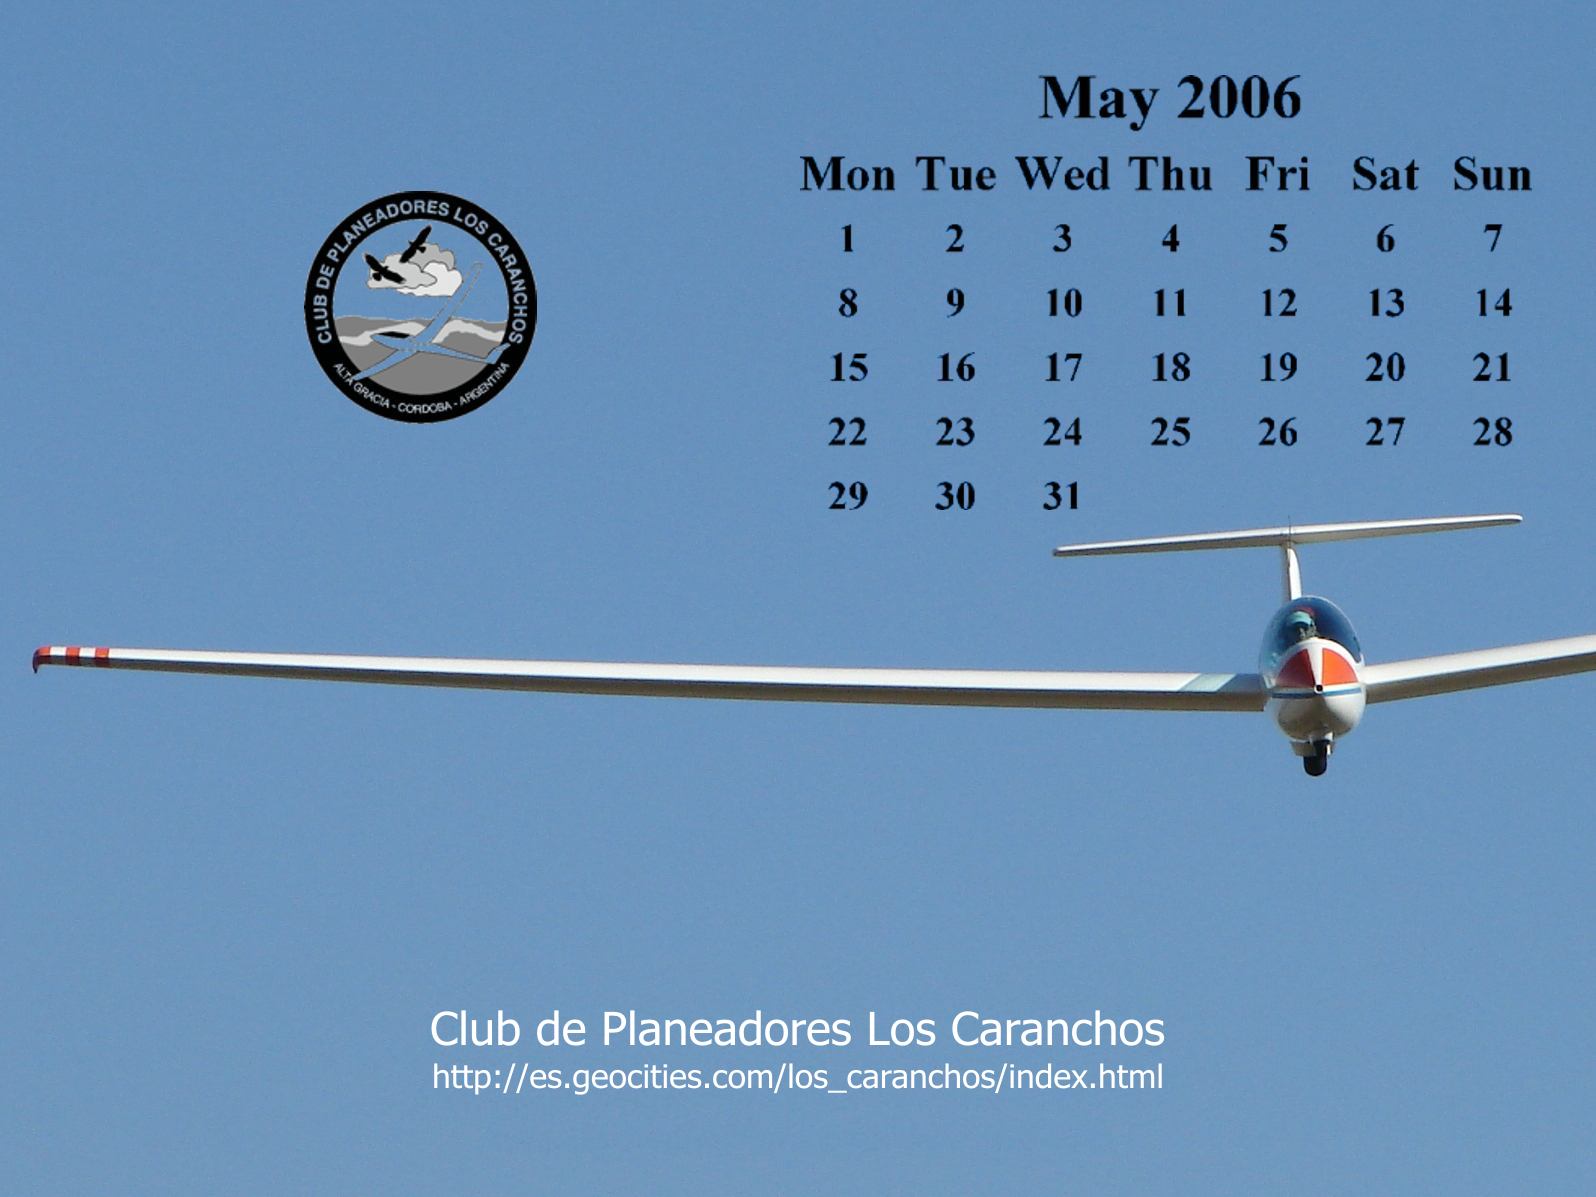 May 2006
Mon Tue Wed Thu Fri Sat Sun
1 2 3 4 5 6 7
8 9 10 11 12 13 14
15 16 17 18 19 20 21
22 23 24 25 26 27 28
29 30 31
CLUB DE PLANEADORES LOS CARANCHOS
ALTA GRACIA - CORDOBA - ARGENTINA
Club de Planeadores Los Caranchos
http://es.geocities.com/los_caranchos/index.html